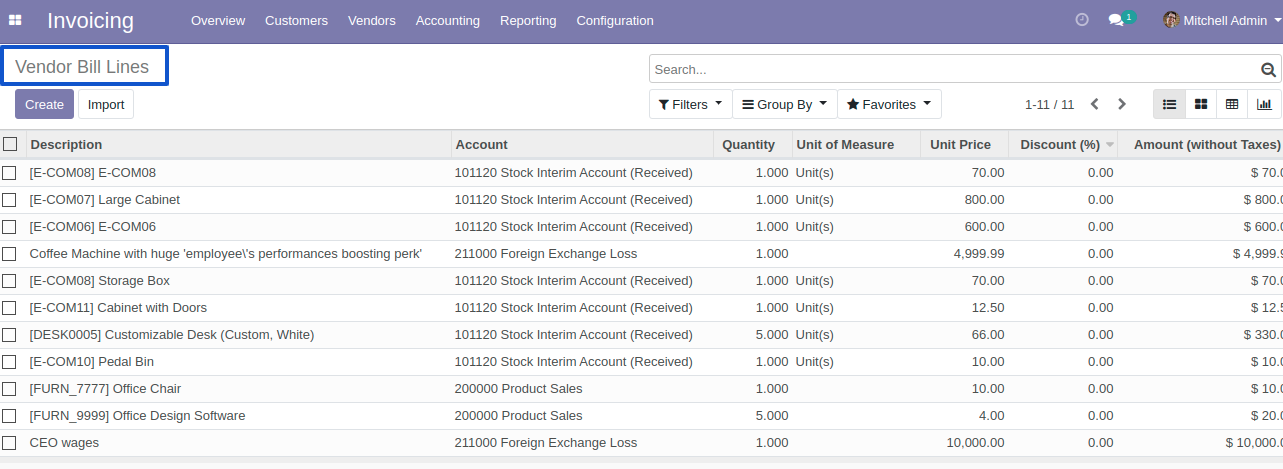 Invoicing Overview Customers Vendors Accounting Reporting Configuration 1 Mitchell Admin
Vendor Bill Lines Search...
Create Import Filters Group By Favorites 1-11 / 11
Description Account Quantity Unit of Measure Unit Price Discount (%) Amount (without Taxes)
[E-COM08] E-COM08 101120 Stock Interim Account (Received) 1.000 Unit(s) 70.00 0.00 $ 70.0
[E-COM07] Large Cabinet 101120 Stock Interim Account (Received) 1.000 Unit(s) 800.00 0.00 $ 800.0
[E-COM06] E-COM06 101120 Stock Interim Account (Received) 1.000 Unit(s) 600.00 0.00 $ 600.0
Coffee Machine with huge 'employee\'s performances boosting perk' 211000 Foreign Exchange Loss 1.000 4,999.99 0.00 $ 4,999.9
[E-COM08] Storage Box 101120 Stock Interim Account (Received) 1.000 Unit(s) 70.00 0.00 $ 70.0
[E-COM11] Cabinet with Doors 101120 Stock Interim Account (Received) 1.000 Unit(s) 12.50 0.00 $ 12.5
[DESK0005] Customizable Desk (Custom, White) 101120 Stock Interim Account (Received) 5.000 Unit(s) 66.00 0.00 $ 330.0
[E-COM10] Pedal Bin 101120 Stock Interim Account (Received) 1.000 Unit(s) 10.00 0.00 $ 10.0
[FURN_7777] Office Chair 200000 Product Sales 1.000 10.00 0.00 $ 10.0
[FURN_9999] Office Design Software 200000 Product Sales 5.000 4.00 0.00 $ 20.0
CEO wages 211000 Foreign Exchange Loss 1.000 10,000.00 0.00 $ 10,000.0